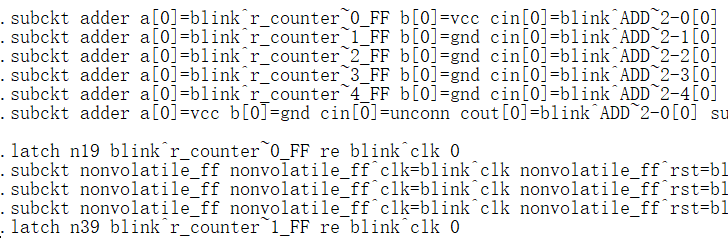 .subckt adder a[0]=blink^r_counter~0_FF b[0]=vcc cin[0]=blink^ADD~2-0[0]
.subckt adder a[0]=blink^r_counter~1_FF b[0]=gnd cin[0]=blink^ADD~2-1[0]
.subckt adder a[0]=blink^r_counter~2_FF b[0]=gnd cin[0]=blink^ADD~2-2[0]
.subckt adder a[0]=blink^r_counter~3_FF b[0]=gnd cin[0]=blink^ADD~2-3[0]
.subckt adder a[0]=blink^r_counter~4_FF b[0]=gnd cin[0]=blink^ADD~2-4[0]
.subckt adder a[0]=vcc b[0]=gnd cin[0]=unconn cout[0]=blink^ADD~2-0[0] su
.latch n19 blink^r_counter~0_FF re blink^clk 0
.subckt nonvolatile_ff nonvolatile_ff^clk=blink^clk nonvolatile_ff^rst=bl
.subckt nonvolatile_ff nonvolatile_ff^clk=blink^clk nonvolatile_ff^rst=bl
.subckt nonvolatile_ff nonvolatile_ff^clk=blink^clk nonvolatile_ff^rst=bl
.latch n39 blink^r_counter~1_FF re blink^clk 0